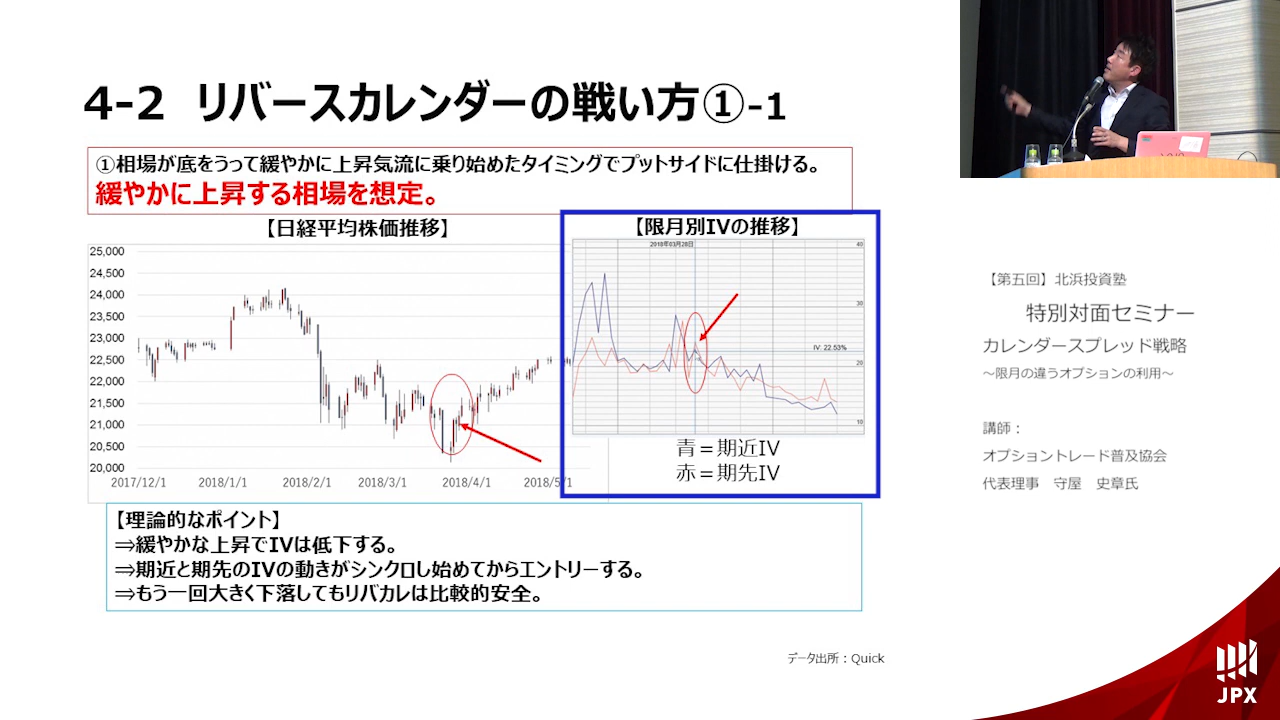 4-2 リバースカレンダーの戦い方①-1
①相場が底をうって緩やかに上昇気流に乗り始めたタイミングでプットサイドに仕掛ける。
緩やかに上昇する相場を想定。
【日経平均株価推移】
25,000
24,500
24,000
23,500
23,000
22,500
22,000
21,500
21,000
20,500
20,000
2017/12/1 2018/1/1 2018/2/1 2018/3/1 2018/4/1 2018/5/1
【限月別IVの推移】
2018年03月28日
40
30
IV: 22.53%
20
10
青＝期近IV
赤＝期先IV
【理論的なポイント】
⇒緩やかな上昇でIVは低下する。
⇒期近と期先のIVの動きがシンクロし始めてからエントリーする。
⇒もう一回大きく下落してもリバカレは比較的安全。
データ出所：Quick
【第五回】北浜投資塾
特別対面セミナー
カレンダースプレッド戦略
～限月の違うオプションの利用～
講師：
オプショントレード普及協会
代表理事 守屋 史章氏
JPX